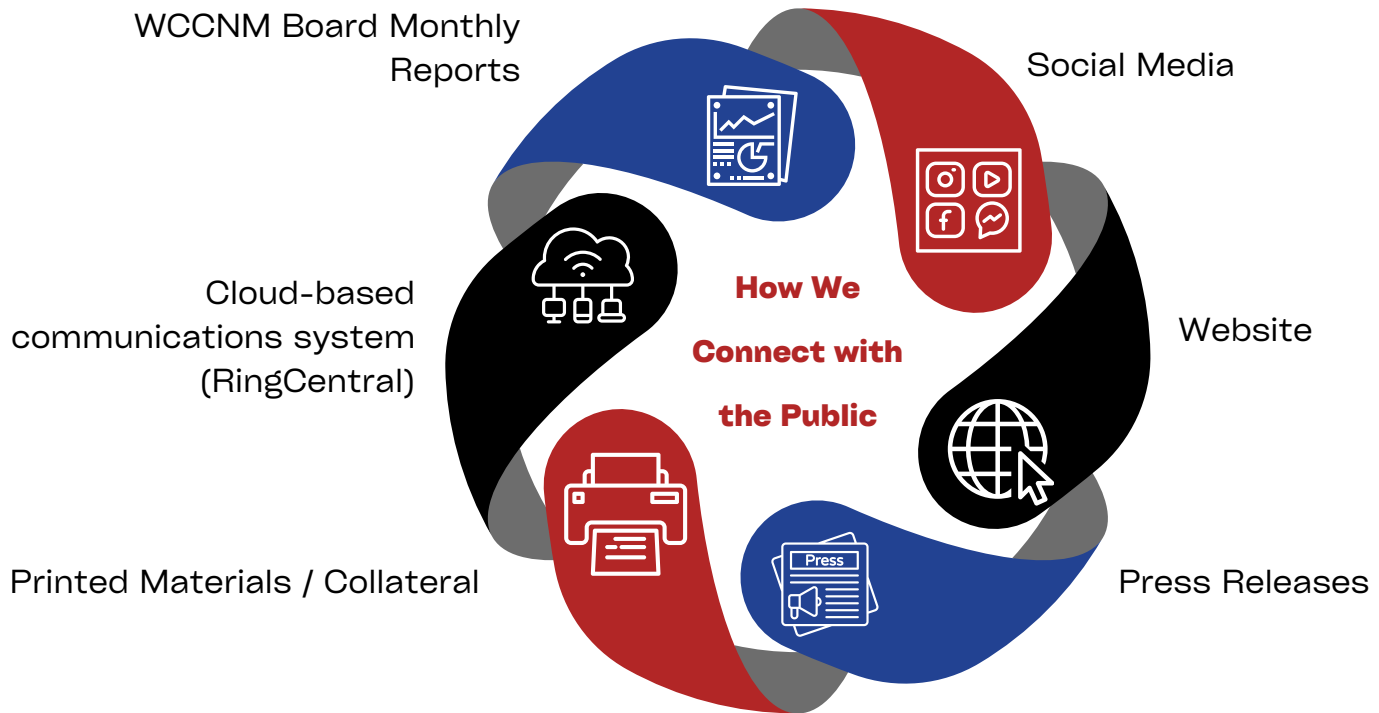 WCCNM Board Monthly
Reports
Social Media
How We
Connect with
the Public
Cloud-based
communications system
(RingCentral)
Website
Press
Printed Materials / Collateral
Press Releases